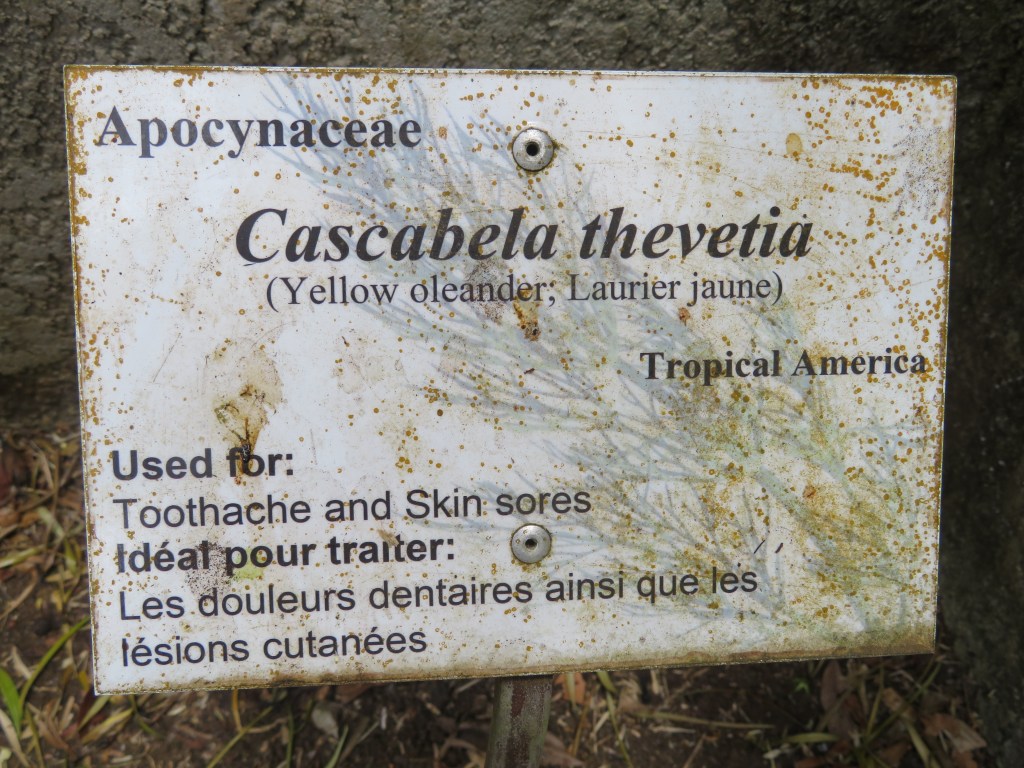 Apocynaceae
Cascabela thevetia
(Yellow oleander; Laurier jaune)
Tropical America
Used for:
Toothache and Skin sores
Idéal pour traiter:
Les douleurs dentaires ainsi que les
lésions cutanées